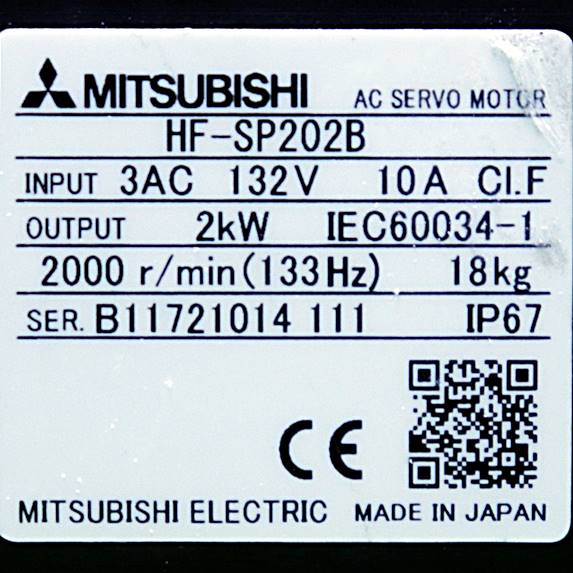 MITSUBISHI AC SERVO MOTOR
HF-SP202B
INPUT 3AC 132V 10A CI.F
OUTPUT 2kW IEC60034-1
2000 r/min(133Hz) 18kg
SER. B11721014 111 IP67
CE
MITSUBISHI ELECTRIC MADE IN JAPAN